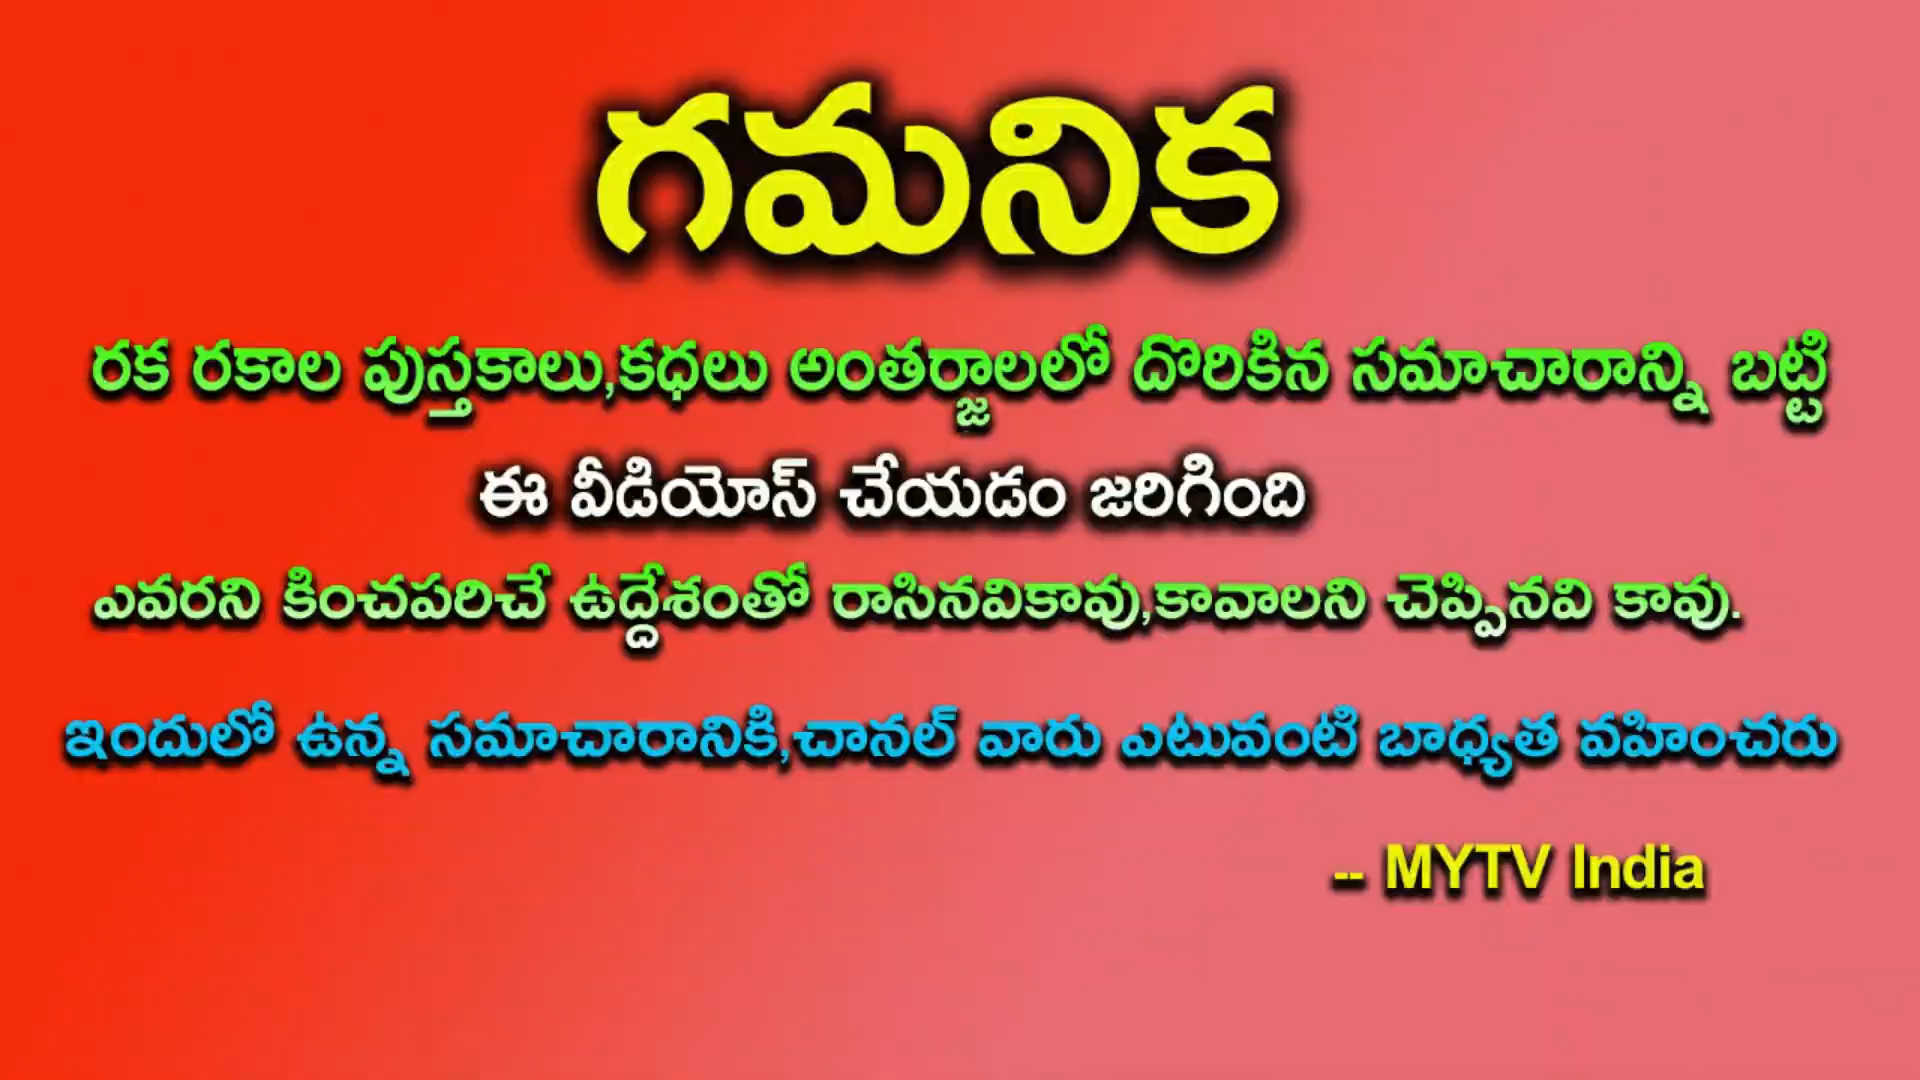 గమనిక
రక రకాల పుస్తకాలు,కధలు అంతర్జాలలో దొరికిన సమాచారాన్ని బట్టి
ఈ వీడియోస్ చేయడం జరిగింది
ఎవరని కించపరిచే ఉద్దేశంతో రాసినవికావు,కావాలని చెప్పినవి కావు.
ఇందులో ఉన్న సమాచారానికి,చానల్ వారు ఎటువంటి బాధ్యత వహించరు
-- MYTV India